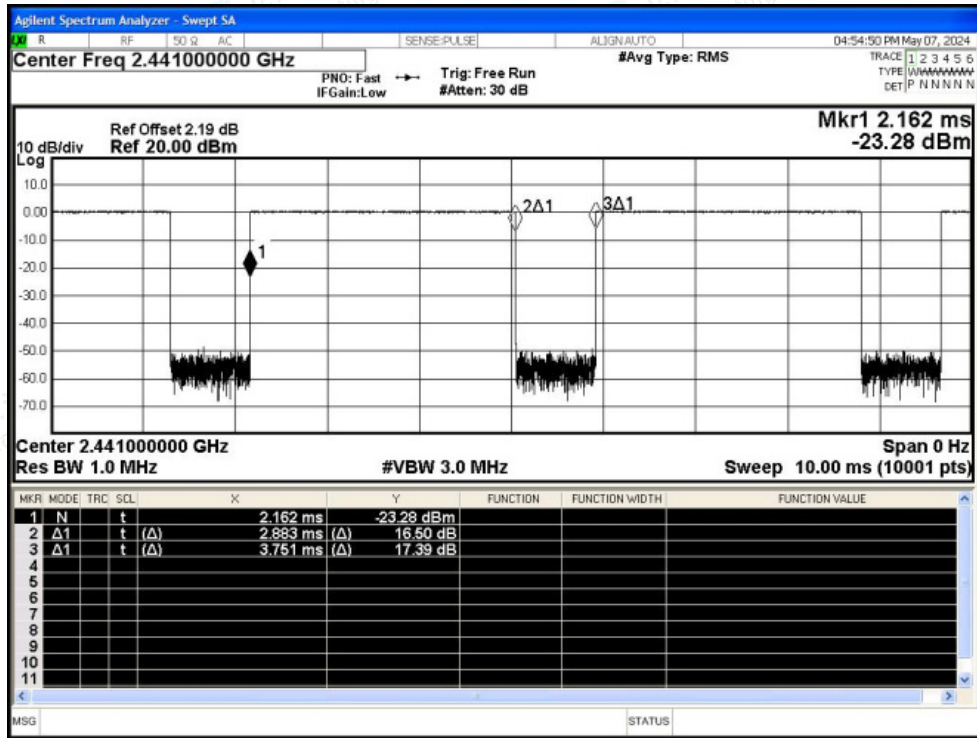 Agilent Spectrum Analyzer - Swept SA
R RF 50 Ω AC SENSE:PULSE ALIGN AUTO 04:54:50 PM May 07, 2024
Center Freq 2.441000000 GHz #Avg Type: RMS TRACE 1 2 3 4 5 6
PNO: Fast Trig: Free Run TYPE
IFGain:Low #Atten: 30 dB DET P N N N N N
Mkr1 2.162 ms
Ref Offset 2.19 dB
10 dB/div Ref 20.00 dBm -23.28 dBm
Log
10.0
0.00 2Δ1 3Δ1
-10.0
1
-20.0
-30.0
-40.0
-50.0
-60.0
-70.0
Center 2.441000000 GHz Span 0 Hz
Res BW 1.0 MHz #VBW 3.0 MHz Sweep 10.00 ms (10001 pts)
MKR MODE TRC SCL X Y FUNCTION FUNCTION WIDTH FUNCTION VALUE
1 N t 2.162 ms -23.28 dBm
2 Δ1 t (Δ) 2.883 ms (Δ) 16.50 dB
3 Δ1 t (Δ) 3.751 ms (Δ) 17.39 dB
4
5
6
7
8
9
10
11
MSG STATUS